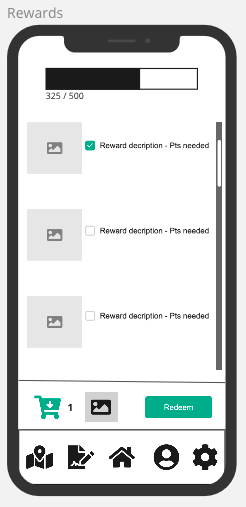 Rewards
325 / 500
Reward decription - Pts needed
Reward decription - Pts needed
Reward decription - Pts needed
1
Redeem